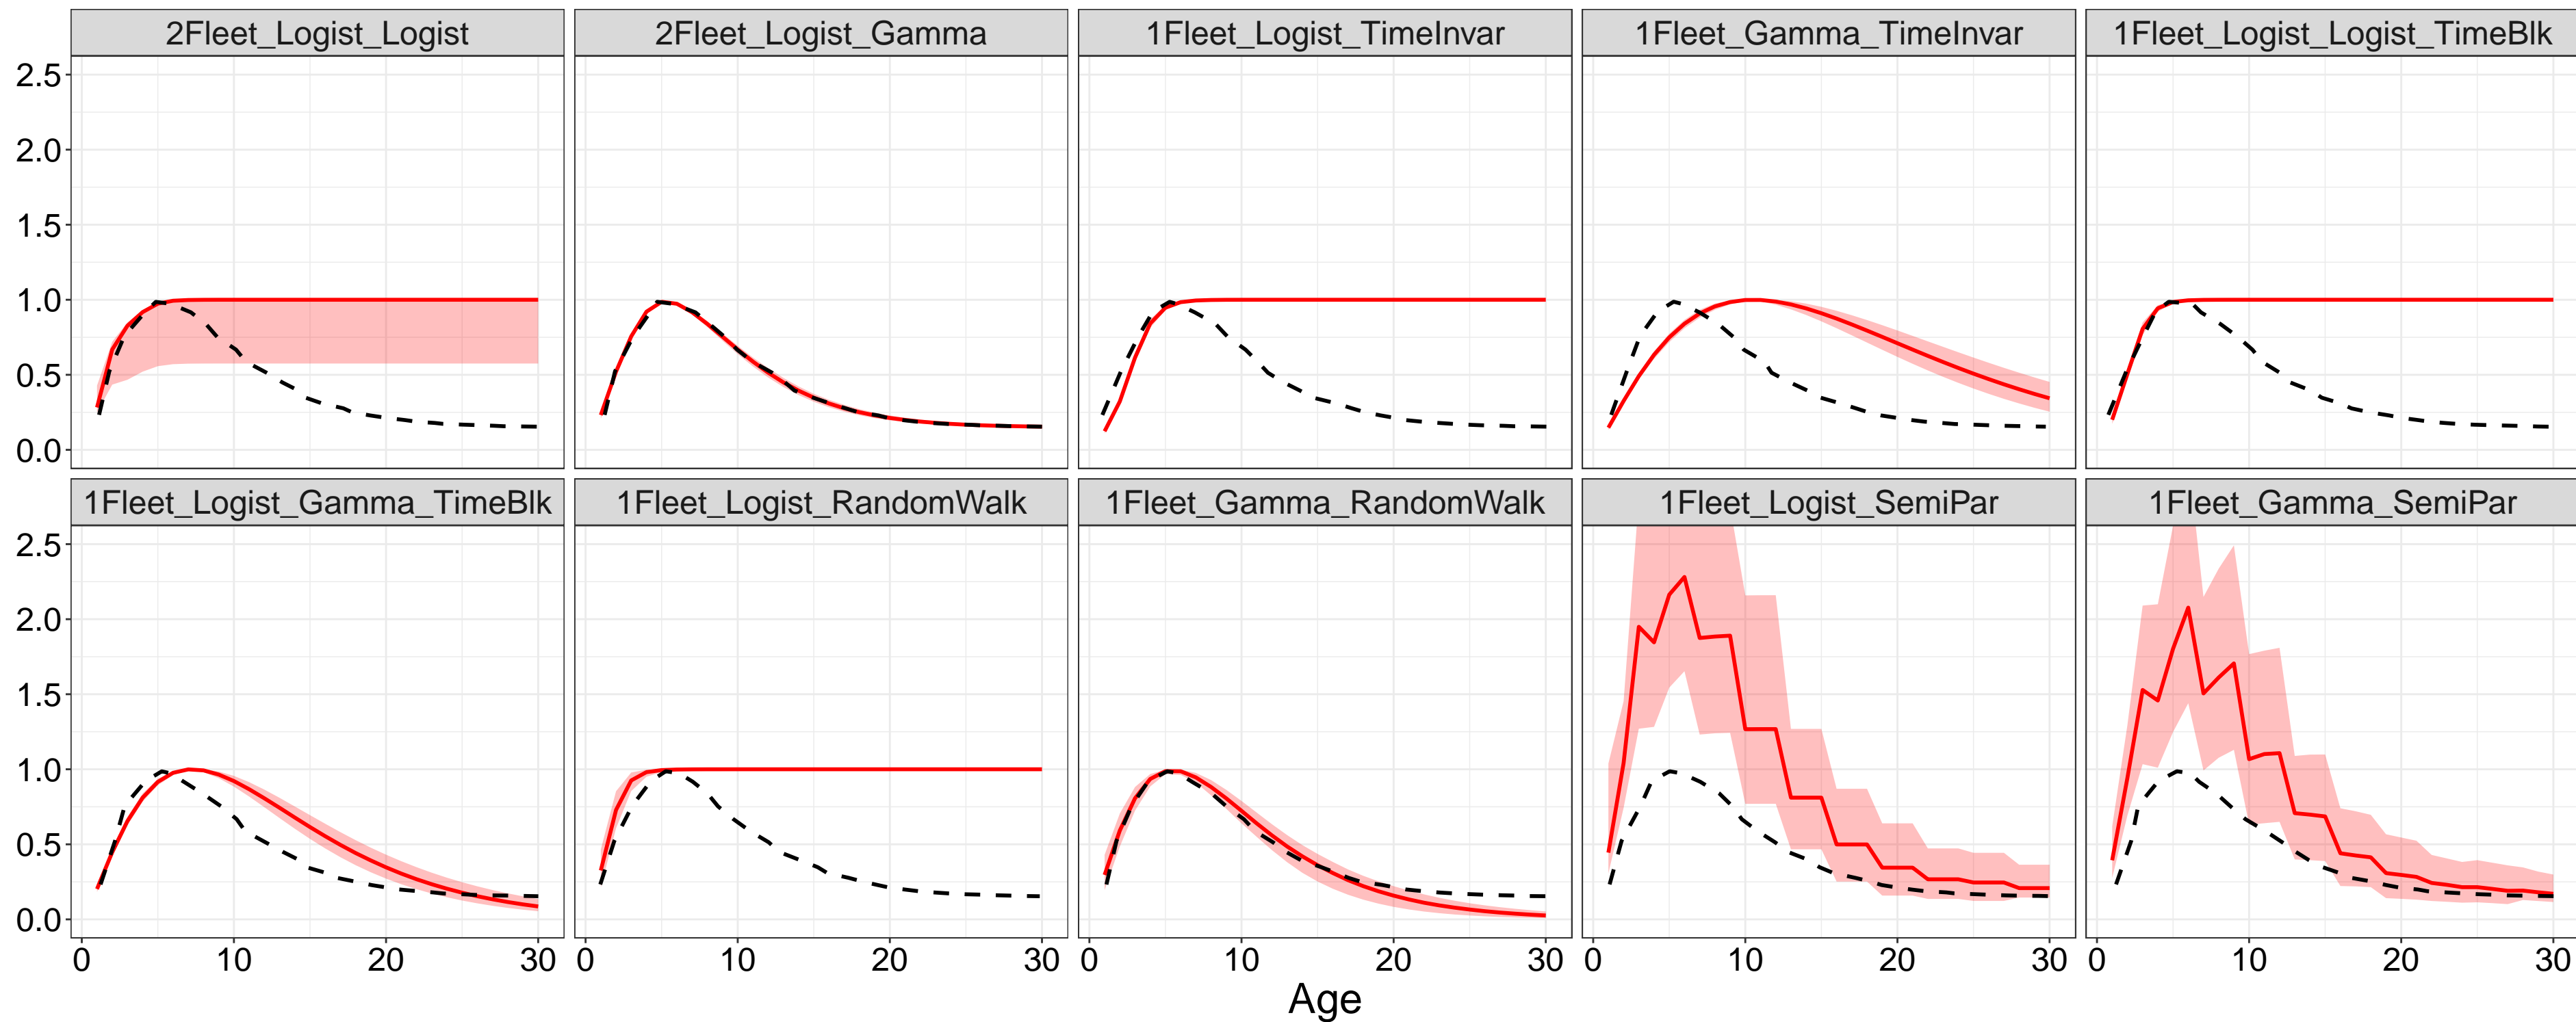 2Fleet_Logist_Logist
2Fleet_Logist_Gamma
1Fleet_Logist_TimeInvar
1Fleet_Gamma_TimeInvar
1Fleet_Logist_Logist_TimeBlk
2.5
2.0
1.5
1.0
0.5
0.0
1Fleet_Logist_Gamma_TimeBlk
1Fleet_Logist_RandomWalk
1Fleet_Gamma_RandomWalk
1Fleet_Logist_SemiPar
1Fleet_Gamma_SemiPar
2.5
2.0
1.5
1.0
0.5
0.0
0 10 20 30
0 10 20 30
0 10 20 30
0 10 20 30
0 10 20 30
Age